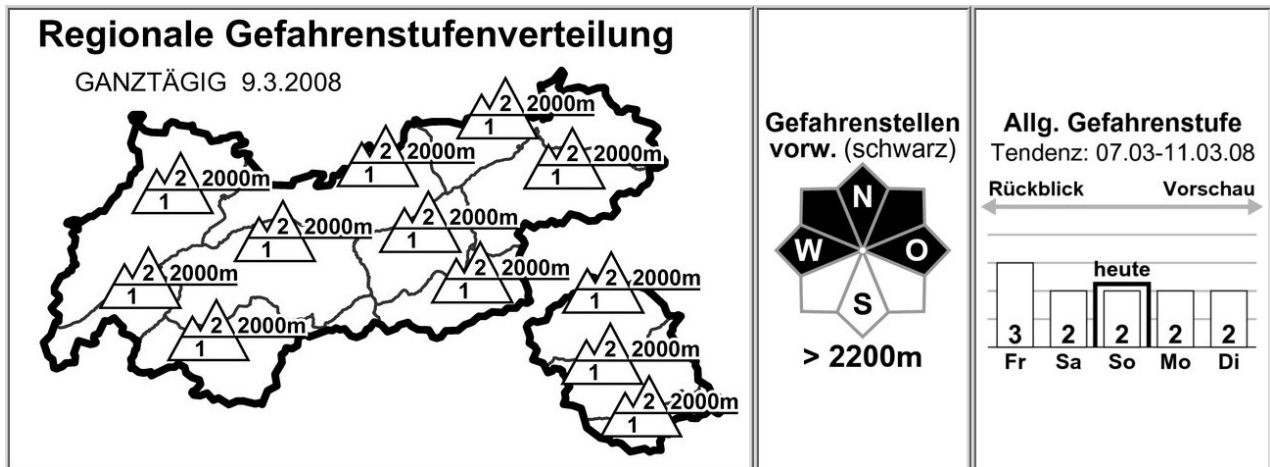 Regionale Gefahrenstufenverteilung
GANZTÄGIG 9.3.2008
2 2000m
1
2 2000m
1
2 2000m
1
2 2000m
1
2 2000m
1
2 2000m
1
2 2000m
1
2 2000m
1
2 2000m
1
2 2000m
1
2 2000m
1
2 2000m
1
Gefahrenstellen
vorw. (schwarz)
N
W O
S
> 2200m
Allg. Gefahrenstufe
Tendenz: 07.03-11.03.08
Rückblick Vorschau
heute
3 2 2 2 2
Fr Sa So Mo Di